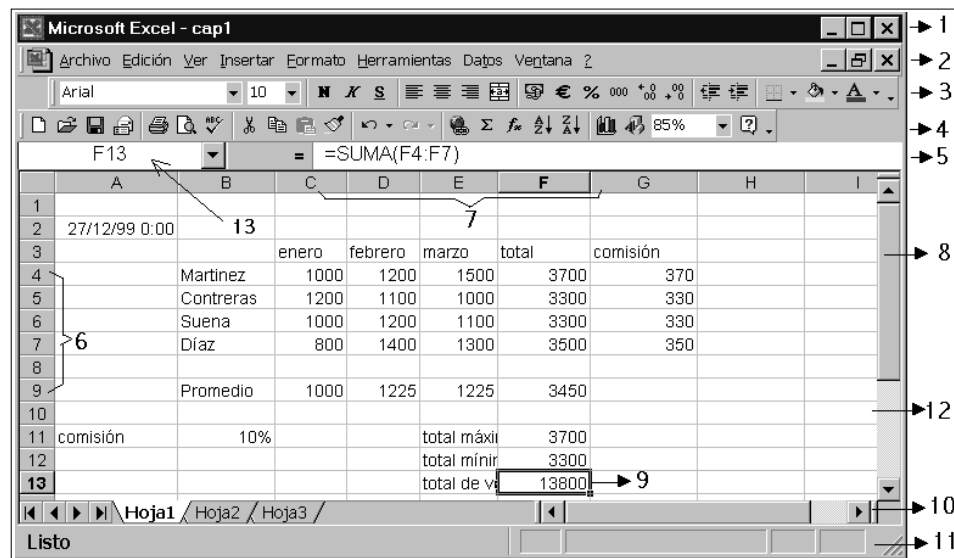 Microsoft Excel - cap1
1
Archivo Edición Ver Insertar Formato Herramientas Datos Ventana ?
2
Arial 10 N K S € % 000 A
3
ABC Σ fx 85% ?
4
F13 = =SUMA(F4:F7)
5
A B C D E F G H I
1
7
2 27/12/99 0:00 13
3 enero febrero marzo total comisión
8
4 Martinez 1000 1200 1500 3700 370
5 Contreras 1200 1100 1000 3300 330
6 Suena 1000 1200 1100 3300 330
6
7 Díaz 800 1400 1300 3500 350
8
9 Promedio 1000 1225 1225 3450
10
12
11 comisión 10% total máxi 3700
12 total mínir 3300
13 total de v 13800 9
Hoja1 Hoja2 Hoja3
10
Listo
11